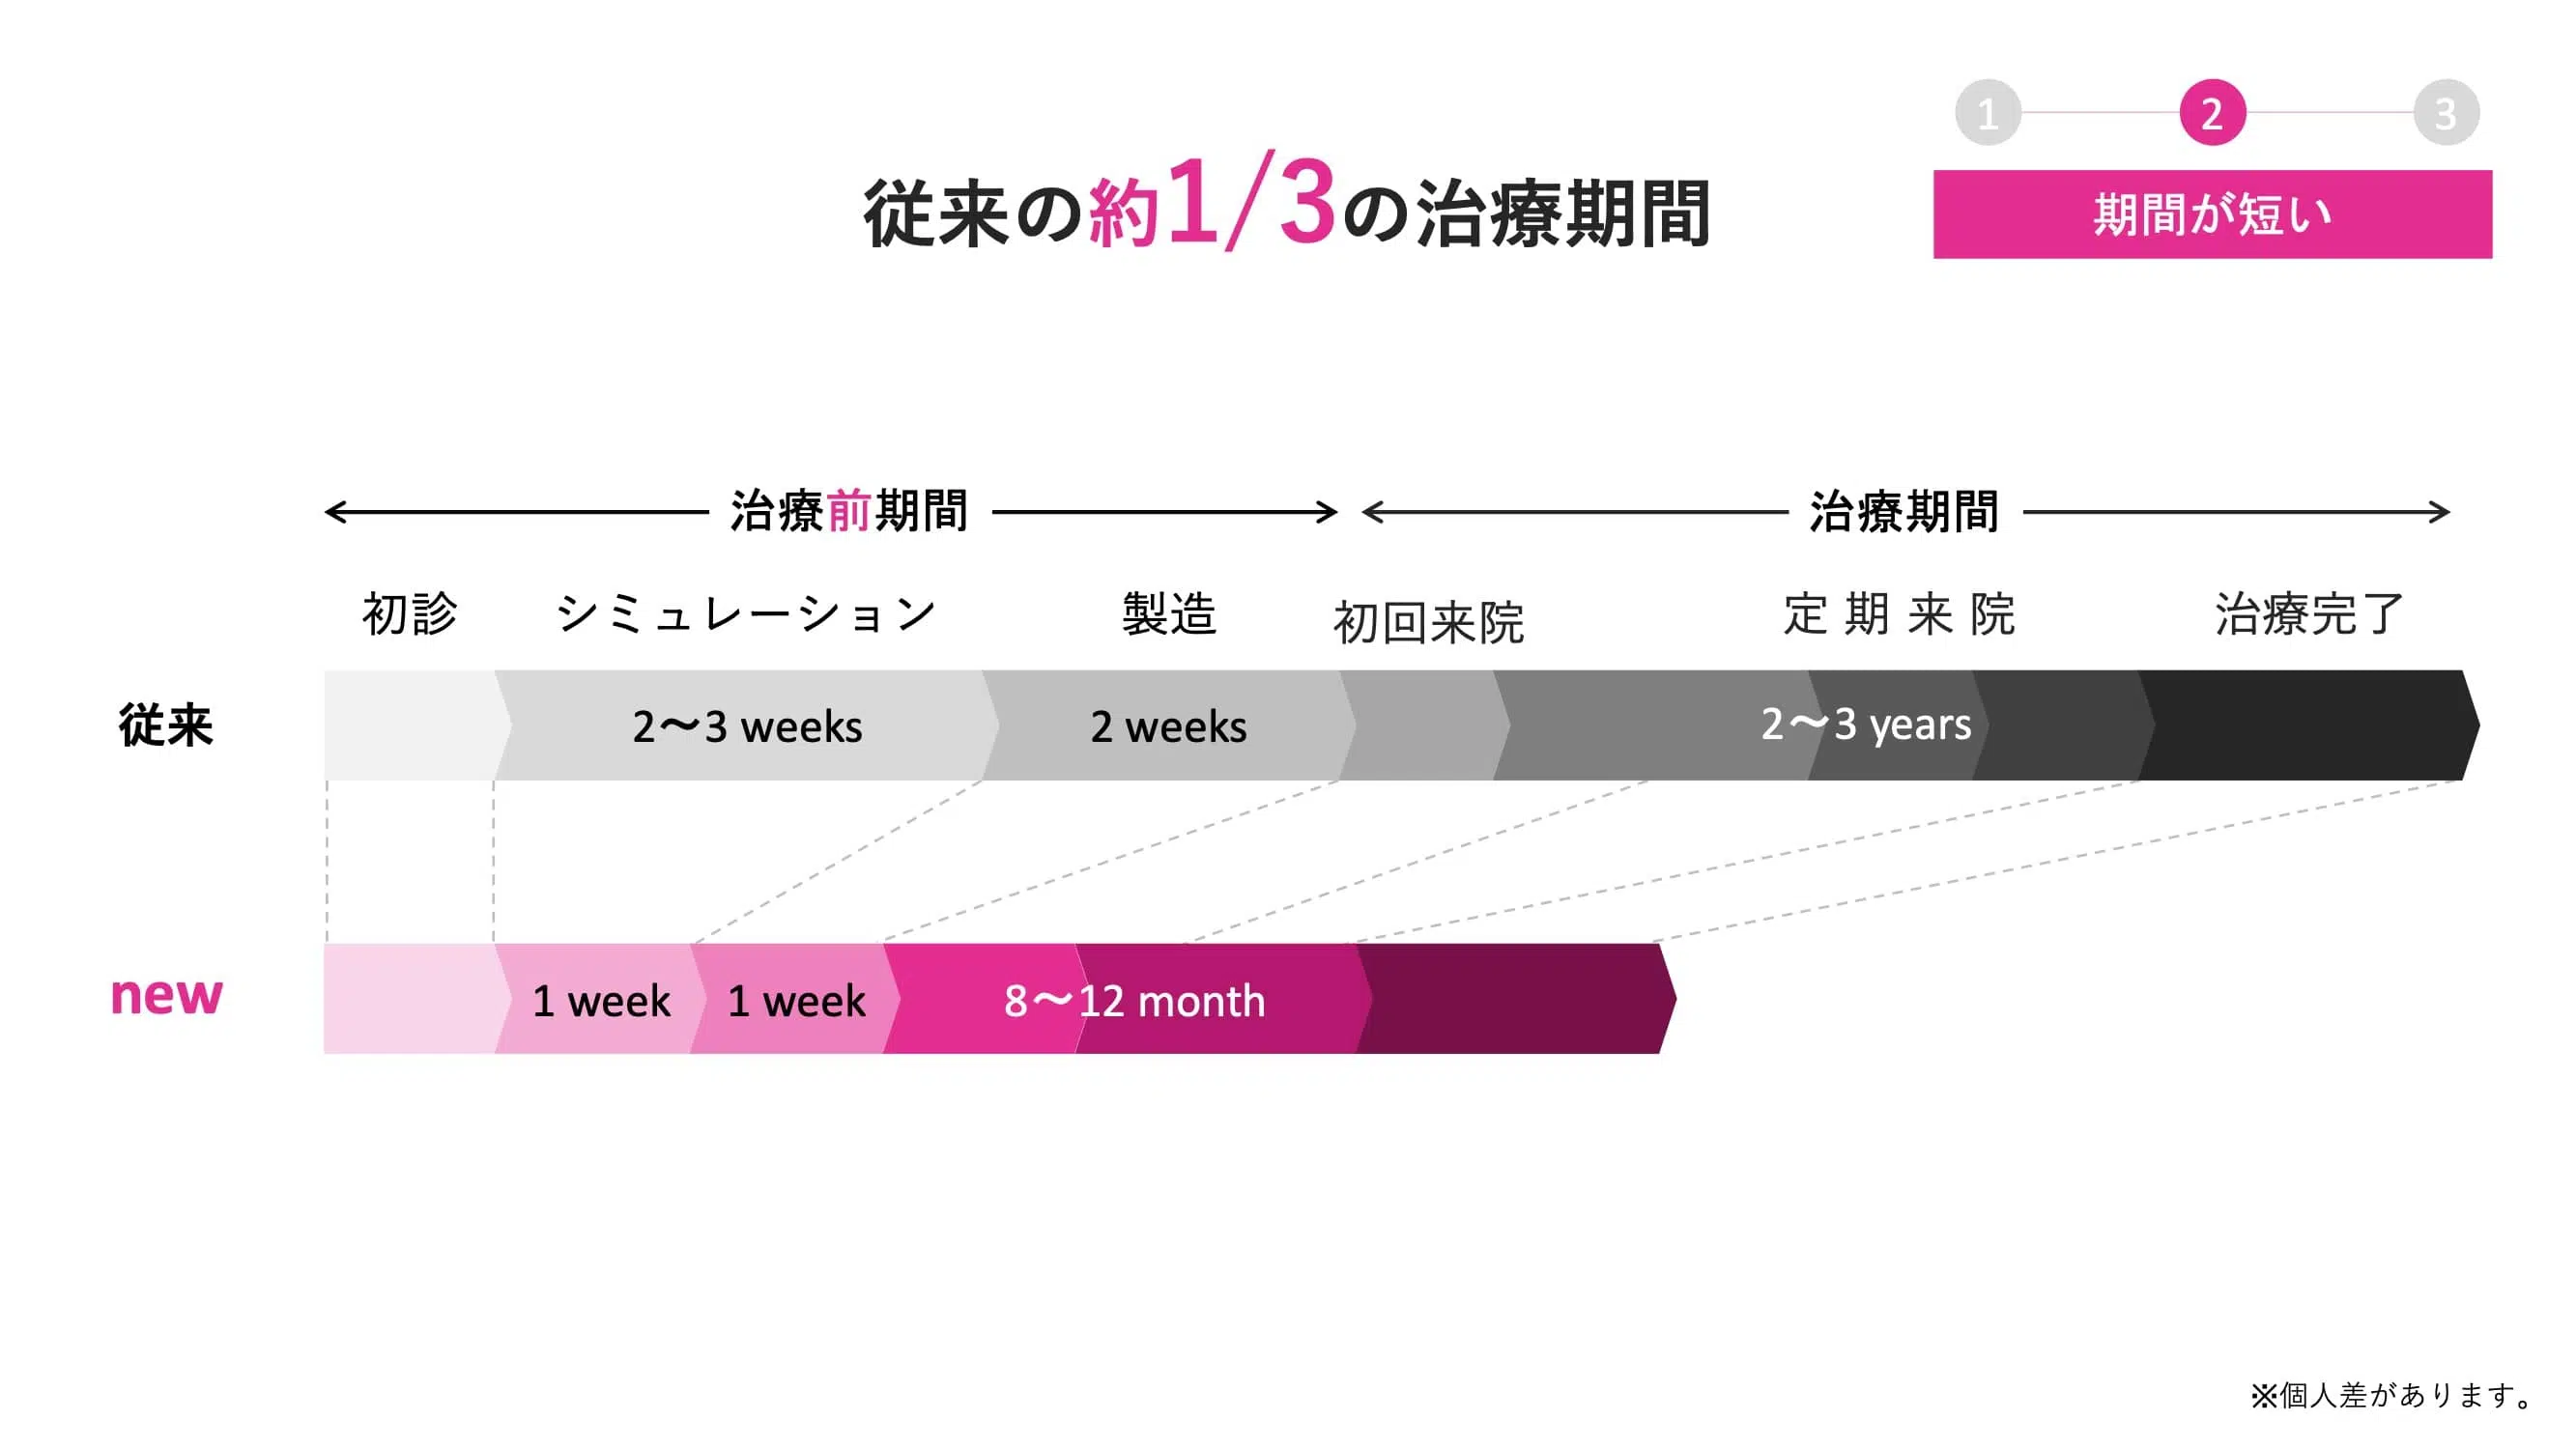 1 2 3
従来の約1/3の治療期間
期間が短い
治療前期間 治療期間
初診 シミュレーション 製造 初回来院 定期来院 治療完了
従来 2〜3 weeks 2 weeks 2〜3 years
new 1 week 1 week 8〜12 month
※個人差があります。